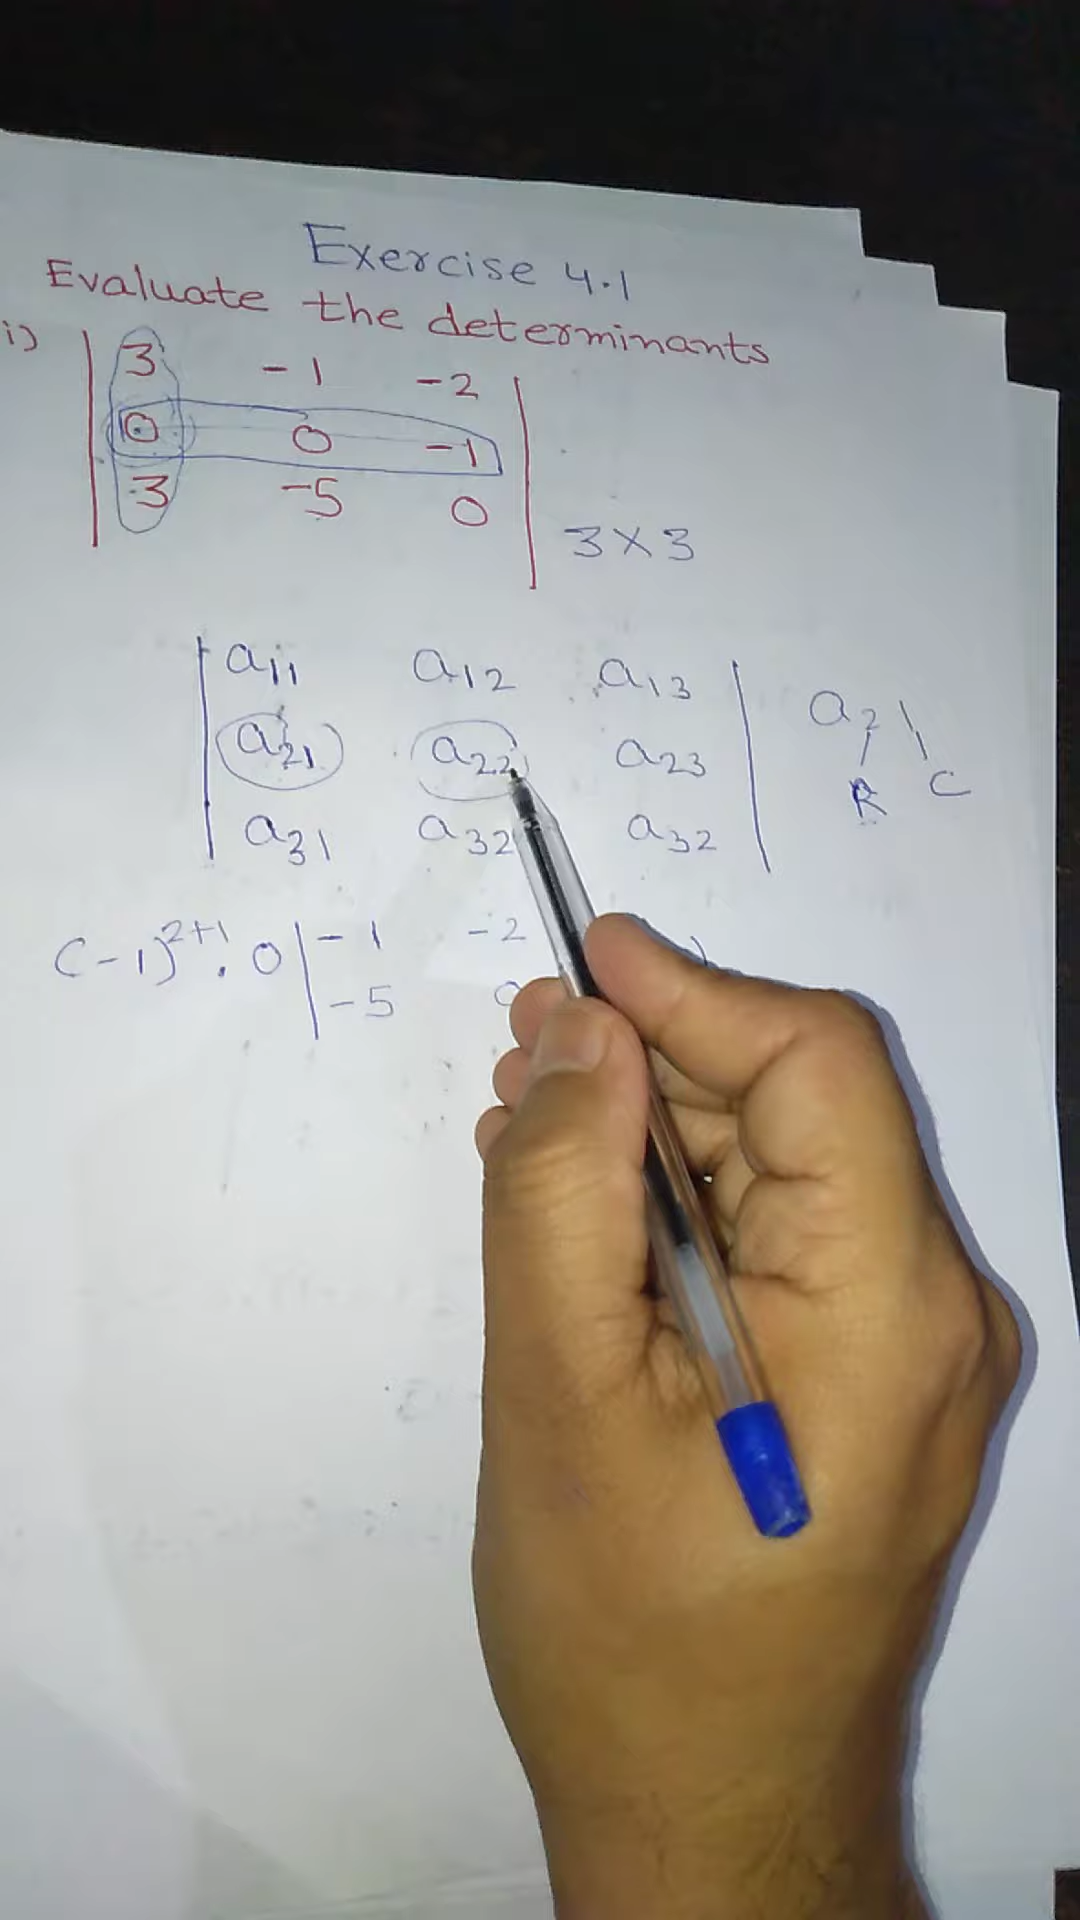 Exercise 4.1
Evaluate the determinants
i) | 3 -1 -2 |
0 0 -1
3 -5 0
3×3
| a11 a12 a13 |
a21 a22 a23
a31 a32 a32
a21
R C
(-1)^2+1 . 0 | -1 -2
-5